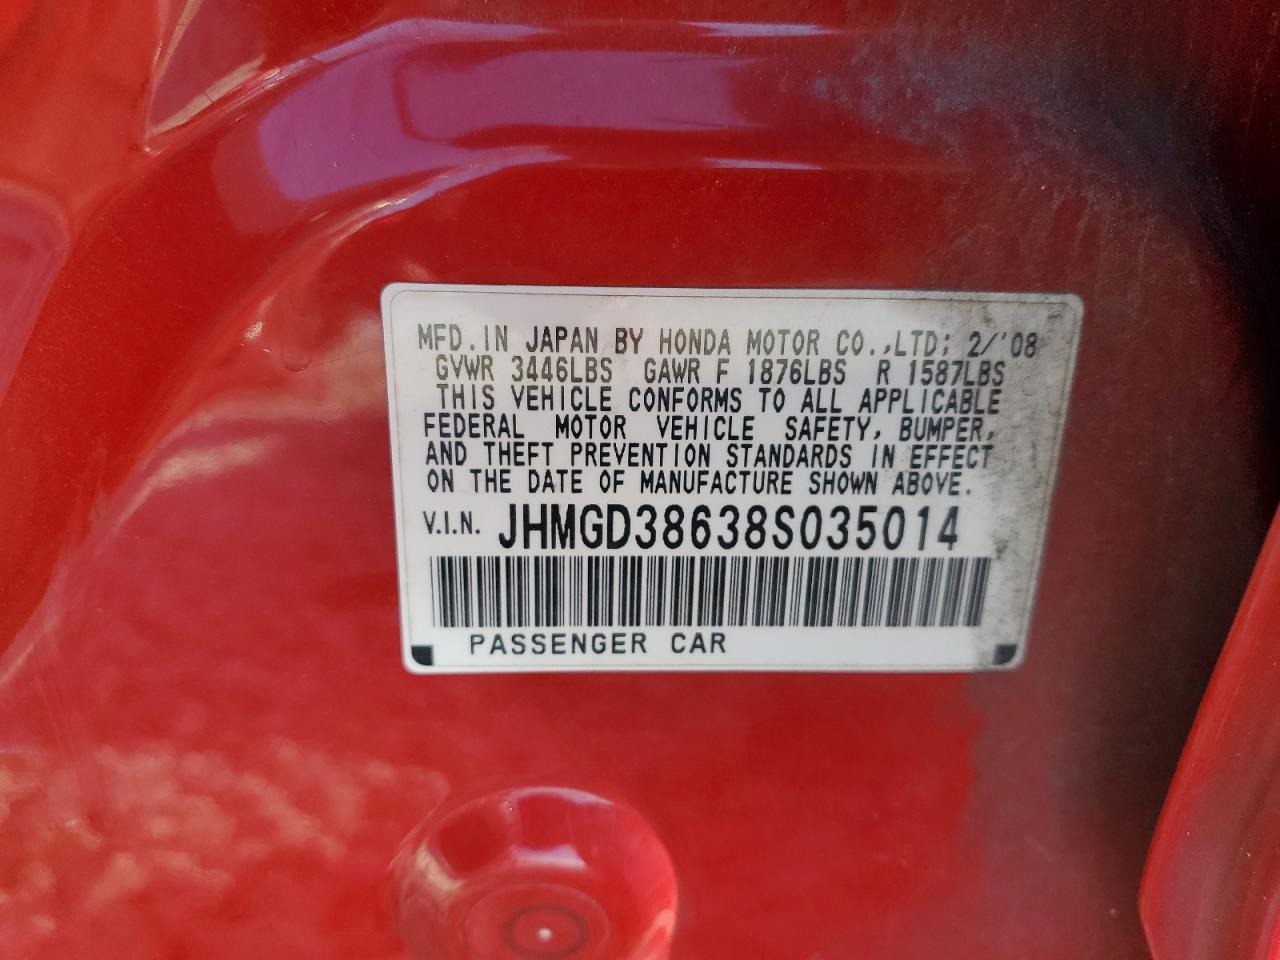 MFD. IN JAPAN BY HONDA MOTOR CO.,LTD; 2/'08
GVWR 3446LBS GAWR F 1876LBS R 1587LBS
THIS VEHICLE CONFORMS TO ALL APPLICABLE
FEDERAL MOTOR VEHICLE SAFETY, BUMPER,
AND THEFT PREVENTION STANDARDS IN EFFECT
ON THE DATE OF MANUFACTURE SHOWN ABOVE.
V.I.N. JHMGD38638S035014
PASSENGER CAR